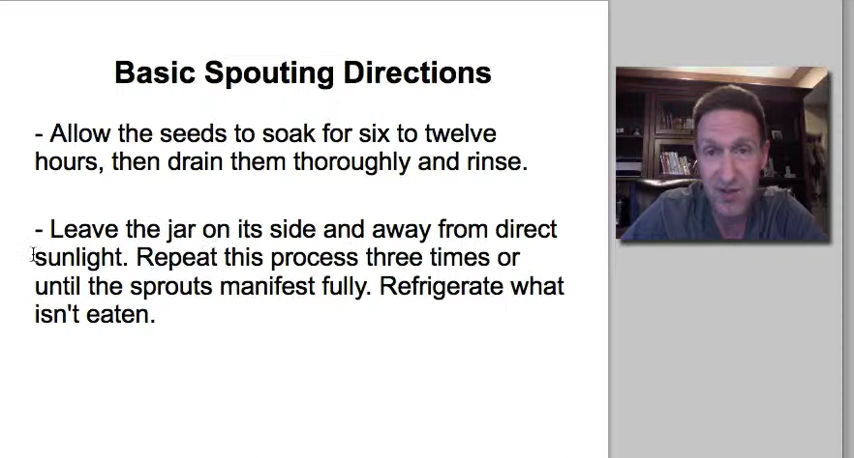 Basic Spouting Directions
- Allow the seeds to soak for six to twelve
hours, then drain them thoroughly and rinse.
- Leave the jar on its side and away from direct
sunlight. Repeat this process three times or
until the sprouts manifest fully. Refrigerate what
isn't eaten.